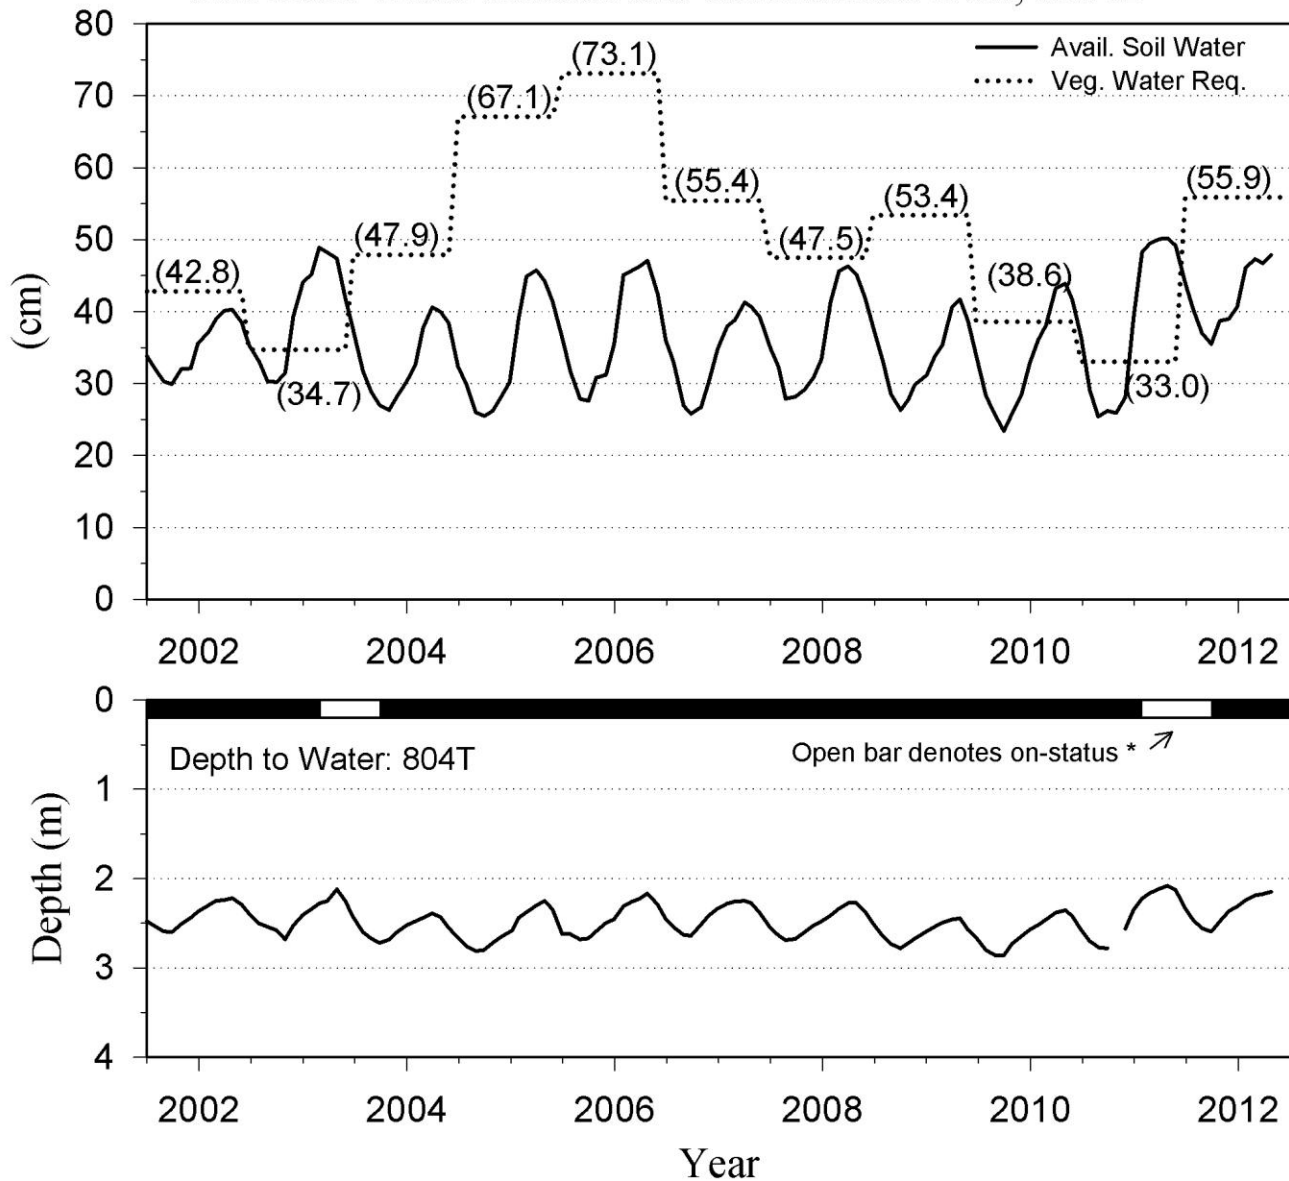 80
70
60
50
40
30
20
10
0
(cm)
Avail. Soil Water
Veg. Water Req.
(42.8)
(34.7)
(47.9)
(67.1)
(73.1)
(55.4)
(47.5)
(53.4)
(38.6)
(33.0)
(55.9)
2002 2004 2006 2008 2010 2012
0
1
2
3
4
Depth (m)
Depth to Water: 804T
Open bar denotes on-status *
2002 2004 2006 2008 2010 2012
Year